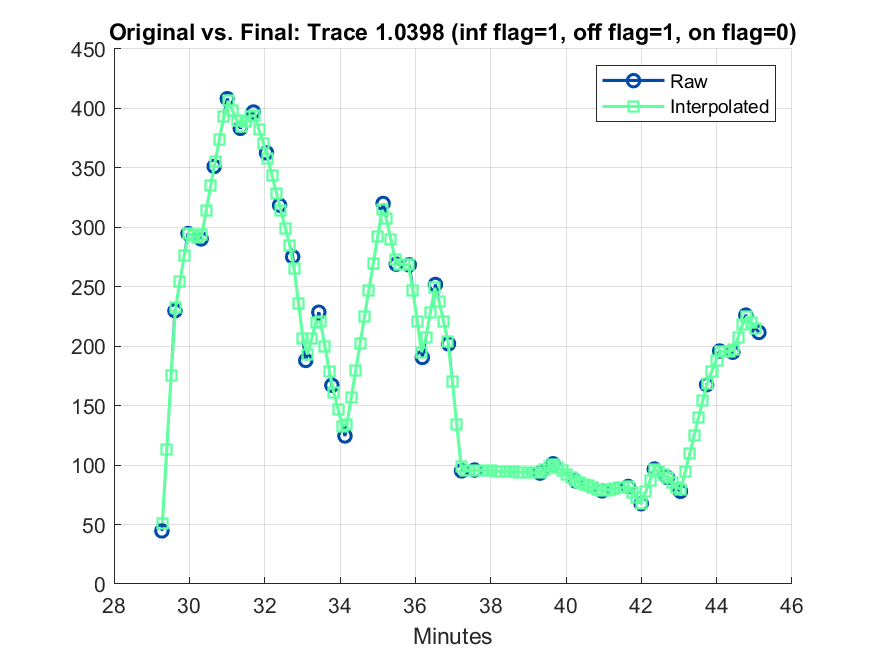 Original vs. Final: Trace 1.0398 (inf flag=1, off flag=1, on flag=0)
450
400
350
300
250
200
150
100
50
0
Raw
Interpolated
28 30 32 34 36 38 40 42 44 46
Minutes